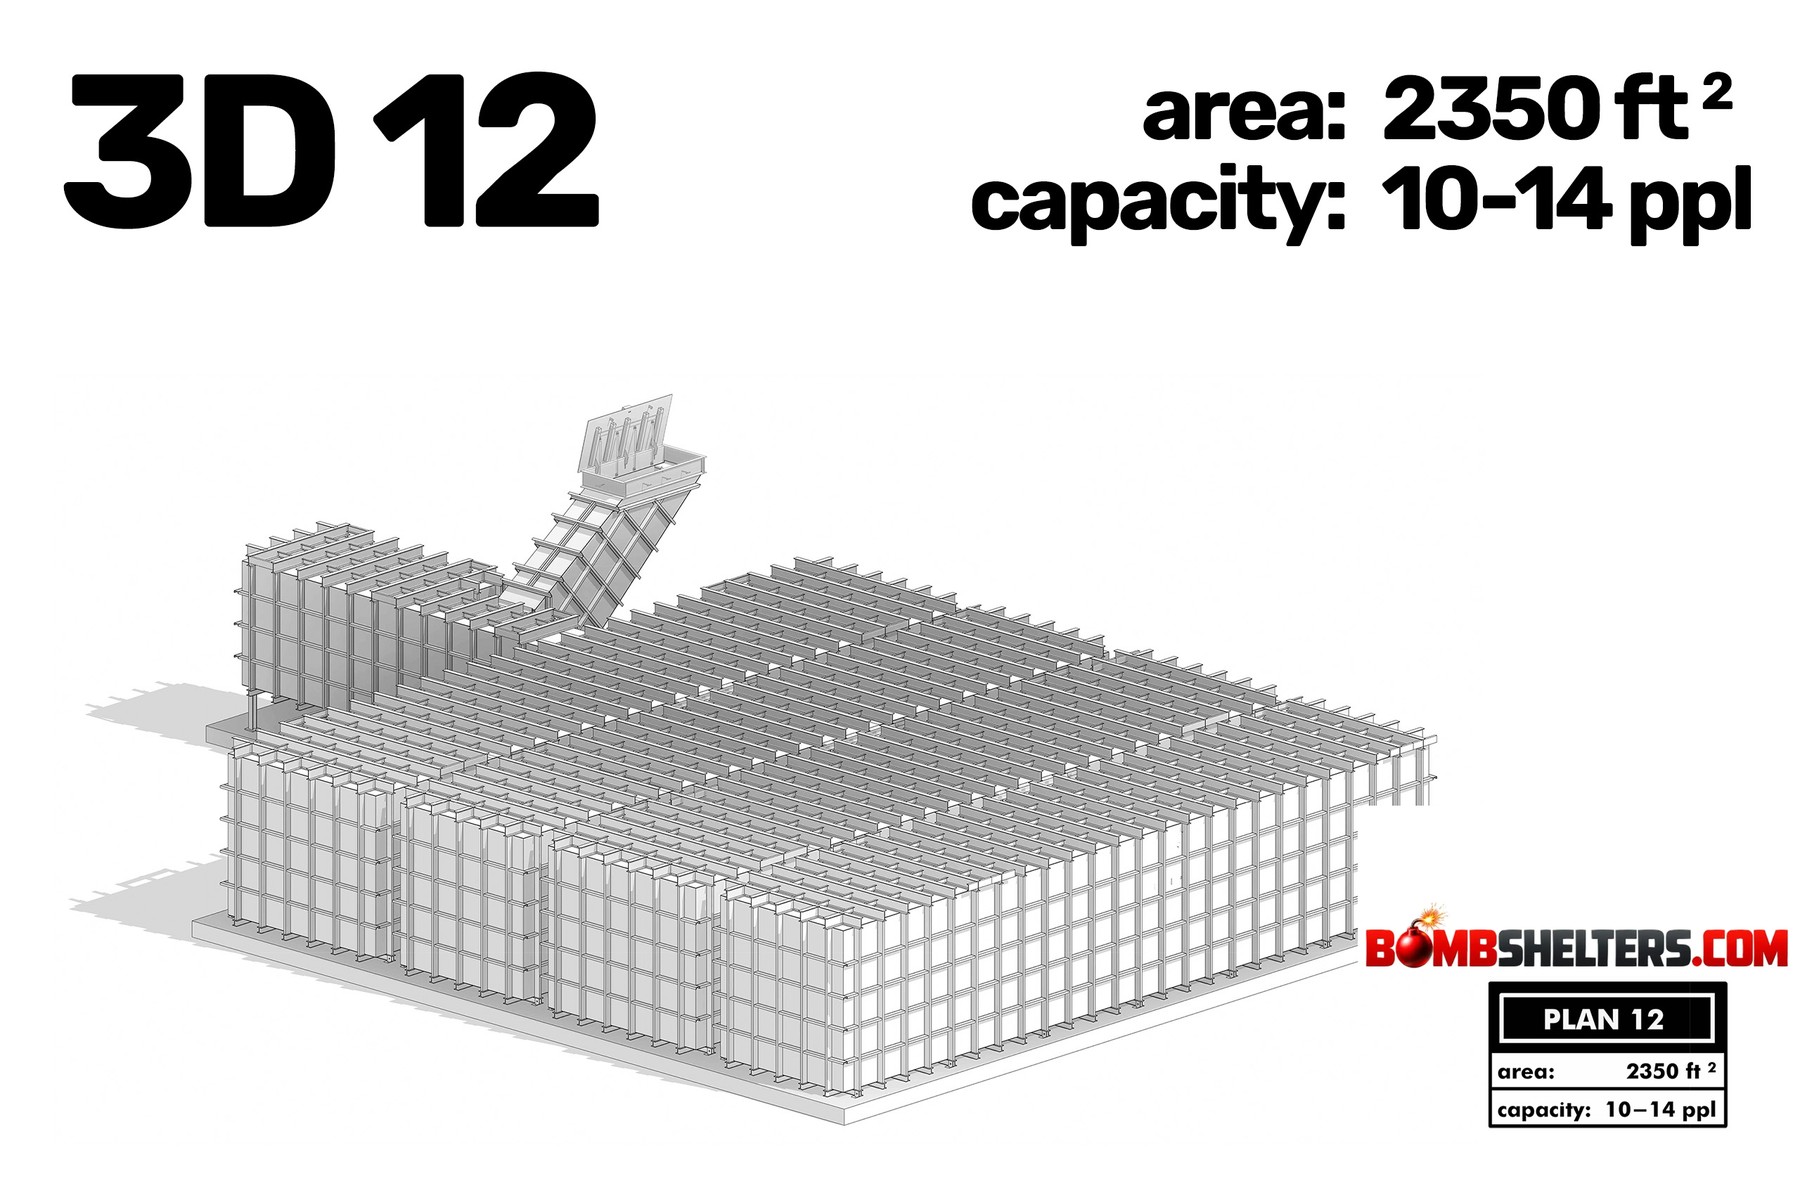 3D 12
area: 2350 ft ²
capacity: 10-14 ppl
BOMBSHELTERS.COM
PLAN 12
area: 2350 ft ²
capacity: 10–14 ppl